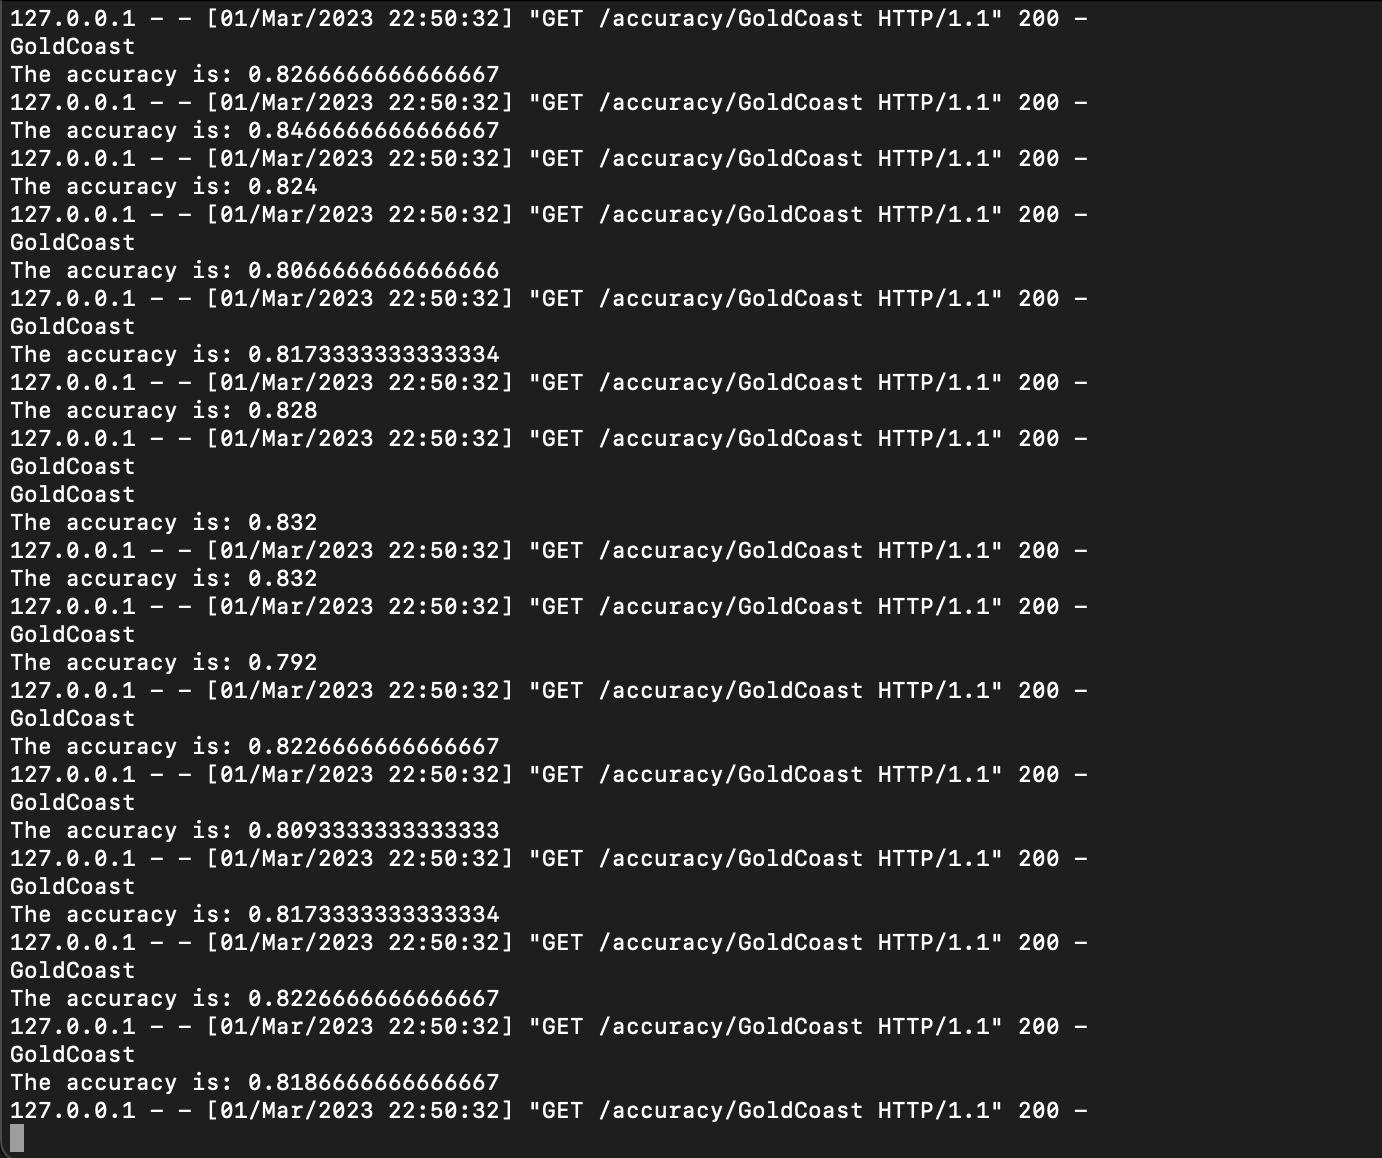 127.0.0.1 - - [01/Mar/2023 22:50:32] "GET /accuracy/GoldCoast HTTP/1.1" 200 -
GoldCoast
The accuracy is: 0.8266666666666667
127.0.0.1 - - [01/Mar/2023 22:50:32] "GET /accuracy/GoldCoast HTTP/1.1" 200 -
The accuracy is: 0.8466666666666667
127.0.0.1 - - [01/Mar/2023 22:50:32] "GET /accuracy/GoldCoast HTTP/1.1" 200 -
The accuracy is: 0.824
127.0.0.1 - - [01/Mar/2023 22:50:32] "GET /accuracy/GoldCoast HTTP/1.1" 200 -
GoldCoast
The accuracy is: 0.8066666666666666
127.0.0.1 - - [01/Mar/2023 22:50:32] "GET /accuracy/GoldCoast HTTP/1.1" 200 -
GoldCoast
The accuracy is: 0.8173333333333334
127.0.0.1 - - [01/Mar/2023 22:50:32] "GET /accuracy/GoldCoast HTTP/1.1" 200 -
The accuracy is: 0.828
127.0.0.1 - - [01/Mar/2023 22:50:32] "GET /accuracy/GoldCoast HTTP/1.1" 200 -
GoldCoast
GoldCoast
The accuracy is: 0.832
127.0.0.1 - - [01/Mar/2023 22:50:32] "GET /accuracy/GoldCoast HTTP/1.1" 200 -
The accuracy is: 0.832
127.0.0.1 - - [01/Mar/2023 22:50:32] "GET /accuracy/GoldCoast HTTP/1.1" 200 -
GoldCoast
The accuracy is: 0.792
127.0.0.1 - - [01/Mar/2023 22:50:32] "GET /accuracy/GoldCoast HTTP/1.1" 200 -
GoldCoast
The accuracy is: 0.8226666666666667
127.0.0.1 - - [01/Mar/2023 22:50:32] "GET /accuracy/GoldCoast HTTP/1.1" 200 -
GoldCoast
The accuracy is: 0.8093333333333333
127.0.0.1 - - [01/Mar/2023 22:50:32] "GET /accuracy/GoldCoast HTTP/1.1" 200 -
GoldCoast
The accuracy is: 0.8173333333333334
127.0.0.1 - - [01/Mar/2023 22:50:32] "GET /accuracy/GoldCoast HTTP/1.1" 200 -
GoldCoast
The accuracy is: 0.8226666666666667
127.0.0.1 - - [01/Mar/2023 22:50:32] "GET /accuracy/GoldCoast HTTP/1.1" 200 -
GoldCoast
The accuracy is: 0.8186666666666667
127.0.0.1 - - [01/Mar/2023 22:50:32] "GET /accuracy/GoldCoast HTTP/1.1" 200 -